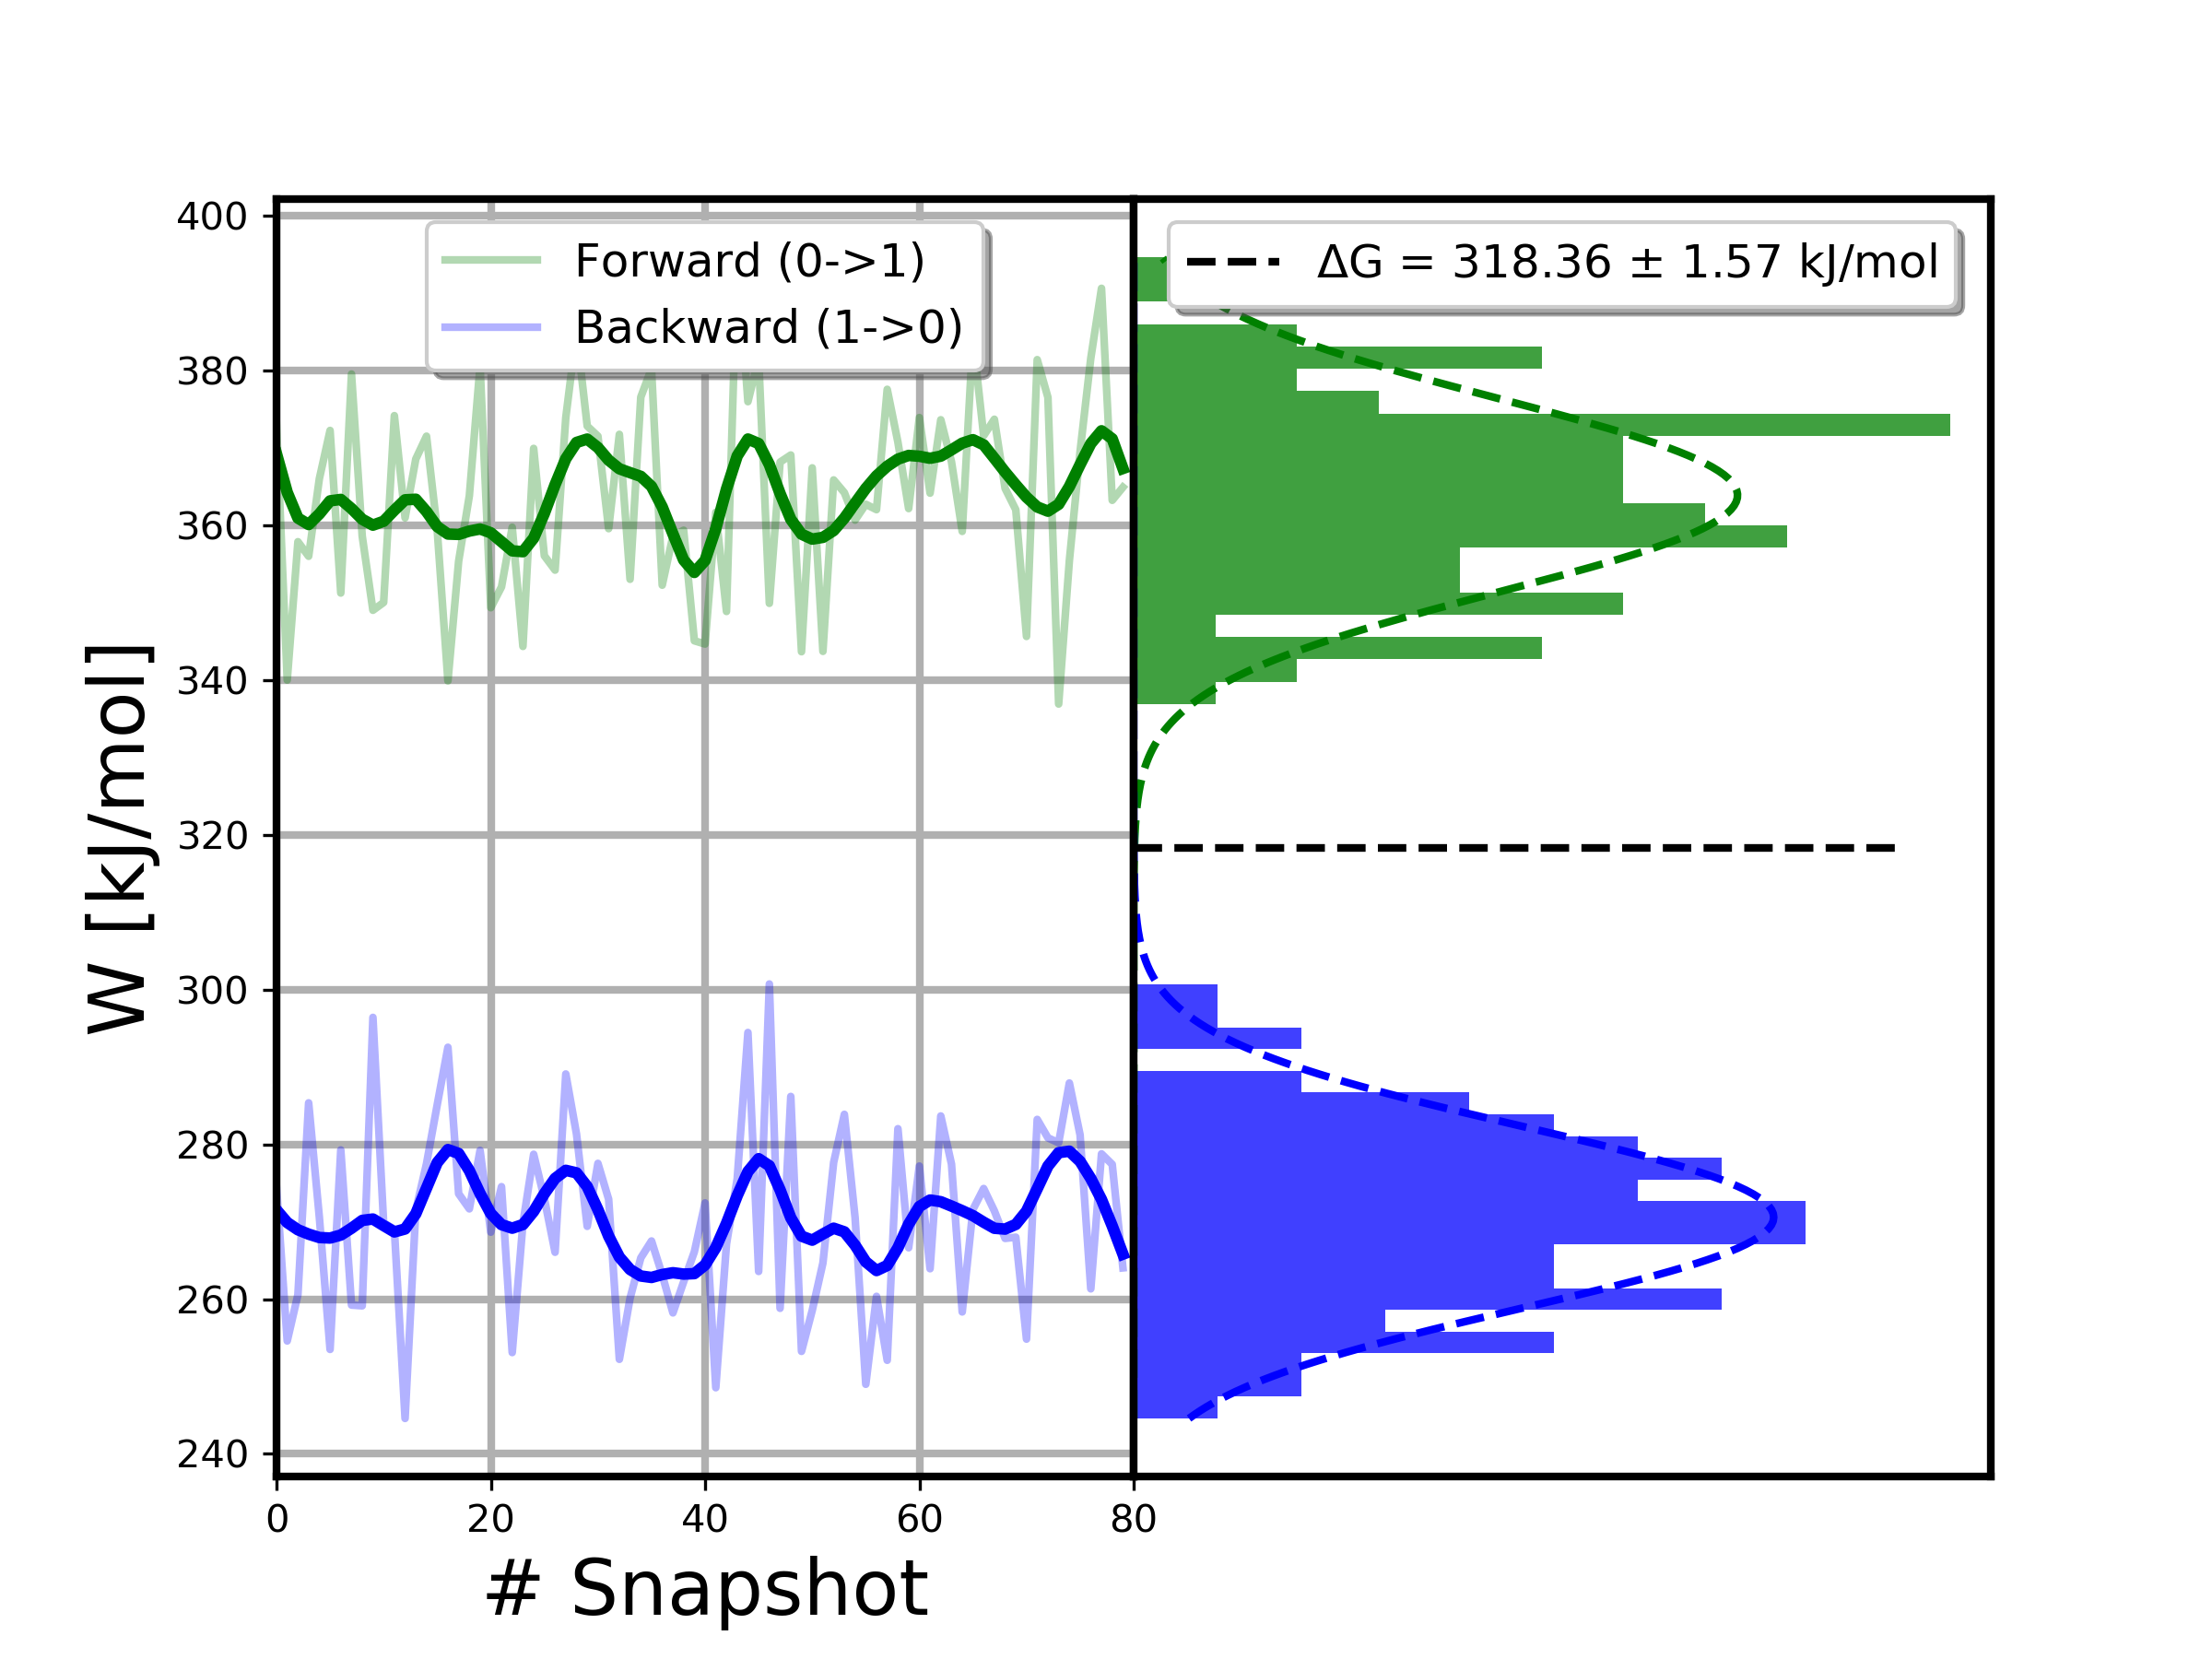 Forward (0->1)
Backward (1->0)
ΔG = 318.36 ± 1.57 kJ/mol
W [kJ/mol]
400
380
360
340
320
300
280
260
240
0 20 40 60 80
# Snapshot